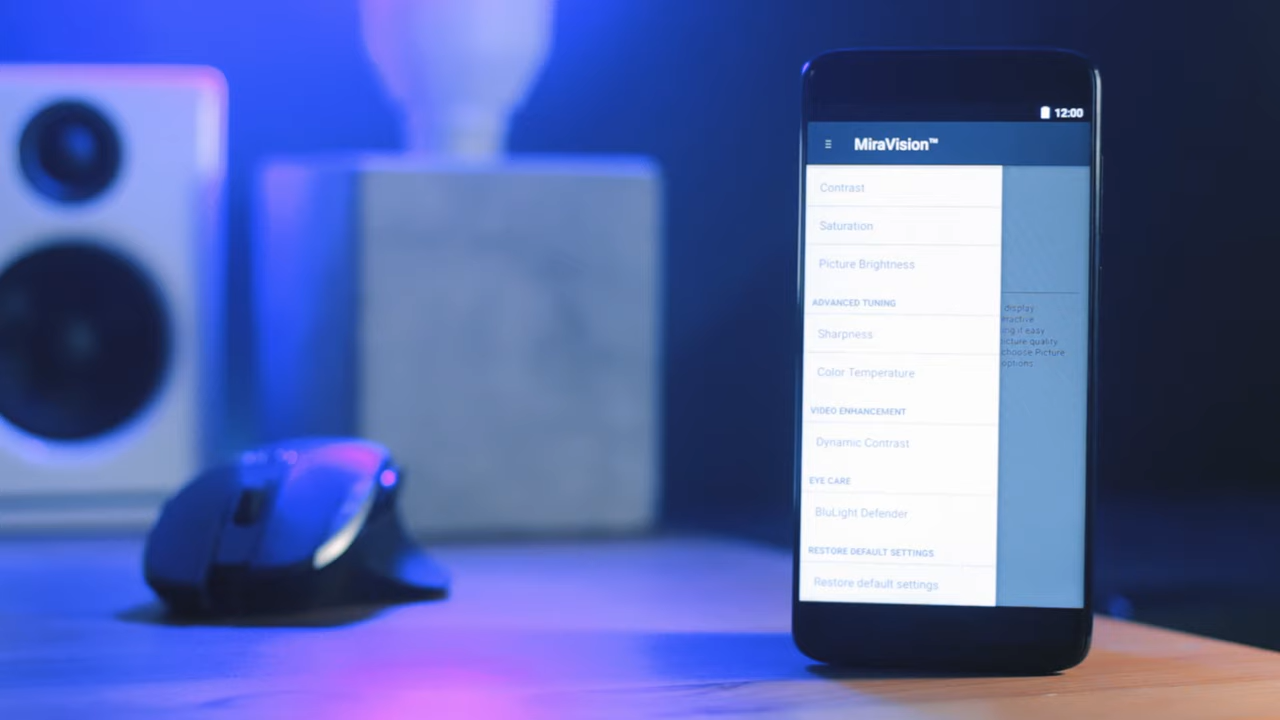 12:00
MiraVision™
Contrast
Saturation
Picture Brightness
ADVANCED TUNING
Sharpness
Color Temperature
VIDEO ENHANCEMENT
Dynamic Contrast
EYE CARE
BluLight Defender
RESTORE DEFAULT SETTINGS
Restore default settings
display
eractive
ing it easy
icture quality.
choose Picture
options.